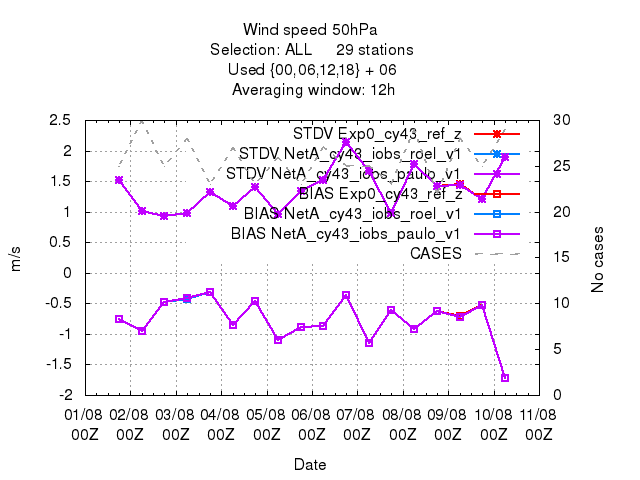 Wind speed 50hPa
Selection: ALL 29 stations
Used {00,06,12,18} + 06
Averaging window: 12h
STDV Exp0_cy43_ref_z
STDV NetA_cy43_iobs_roel_v1
STDV NetA_cy43_iobs_paulo_v1
BIAS Exp0_cy43_ref_z
BIAS NetA_cy43_iobs_roel_v1
BIAS NetA_cy43_iobs_paulo_v1
CASES
m/s
2.5
2
1.5
1
0.5
0
-0.5
-1
-1.5
-2
No cases
30
25
20
15
10
5
0
01/08 02/08 03/08 04/08 05/08 06/08 07/08 08/08 09/08 10/08 11/08
00Z 00Z 00Z 00Z 00Z 00Z 00Z 00Z 00Z 00Z 00Z
Date